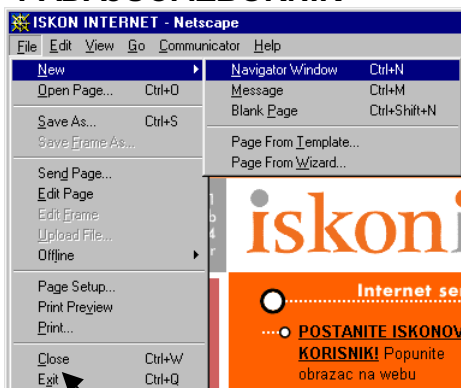 ISKON INTERNET - Netscape
File Edit View Go Communicator Help
New
Open Page... Ctrl+O
Save As... Ctrl+S
Save Frame As...
Send Page...
Edit Page
Edit Frame
Upload File...
Offline
Page Setup...
Print Preview
Print...
Close Ctrl+W
Exit Ctrl+Q
Navigator Window Ctrl+N
Message Ctrl+M
Blank Page Ctrl+Shift+N
Page From Template...
Page From Wizard...
iskoni
Internet se
POSTANITE ISKONOV
KORISNIK! Popunite
obrazac na webu